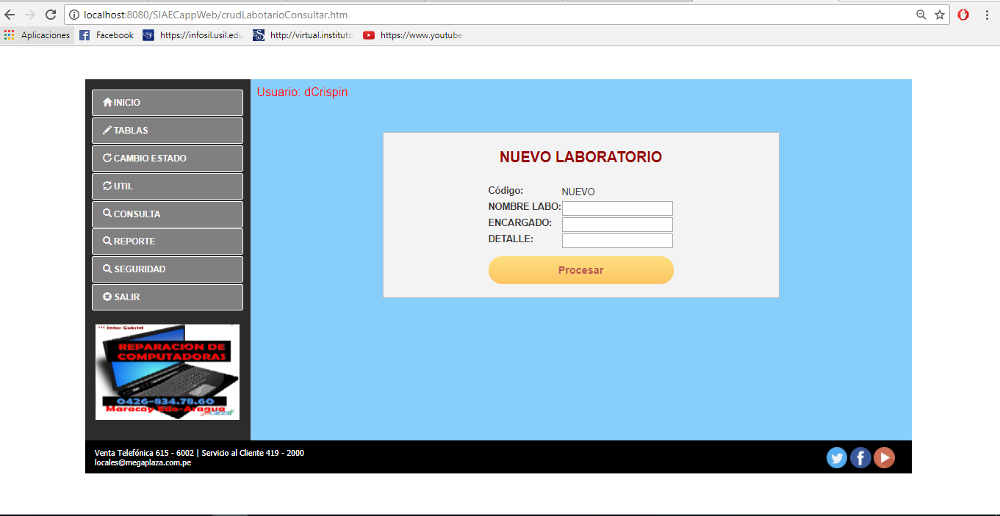 localhost:8080/SIAECappWeb/crudLabotarioConsultar.htm
Aplicaciones Facebook https://infosil.usil.edu http://virtual.instituto https://www.youtube
Usuario: dCrispin
INICIO
TABLAS
CAMBIO ESTADO
UTIL
CONSULTA
REPORTE
SEGURIDAD
SALIR
NUEVO LABORATORIO
Código: NUEVO
NOMBRE LABO:
ENCARGADO:
DETALLE:
Procesar
*** Señor Gabriel
REPARACION DE
COMPUTADORAS
0426-834.78.60
Maracay Edo-Aragua
Venta Telefónica 615 - 6002 | Servicio al Cliente 419 - 2000
locales@megaplaza.com.pe